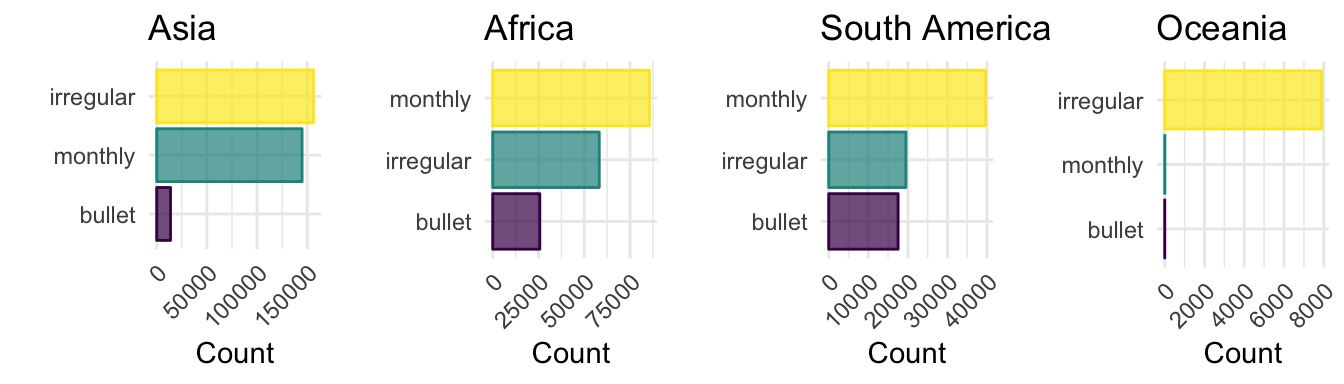 Asia
irregular
monthly
bullet
0
50000
100000
150000
Count
Africa
monthly
irregular
bullet
0
25000
50000
75000
Count
South America
monthly
irregular
bullet
0
10000
20000
30000
40000
Count
Oceania
irregular
monthly
bullet
0
2000
4000
6000
8000
Count